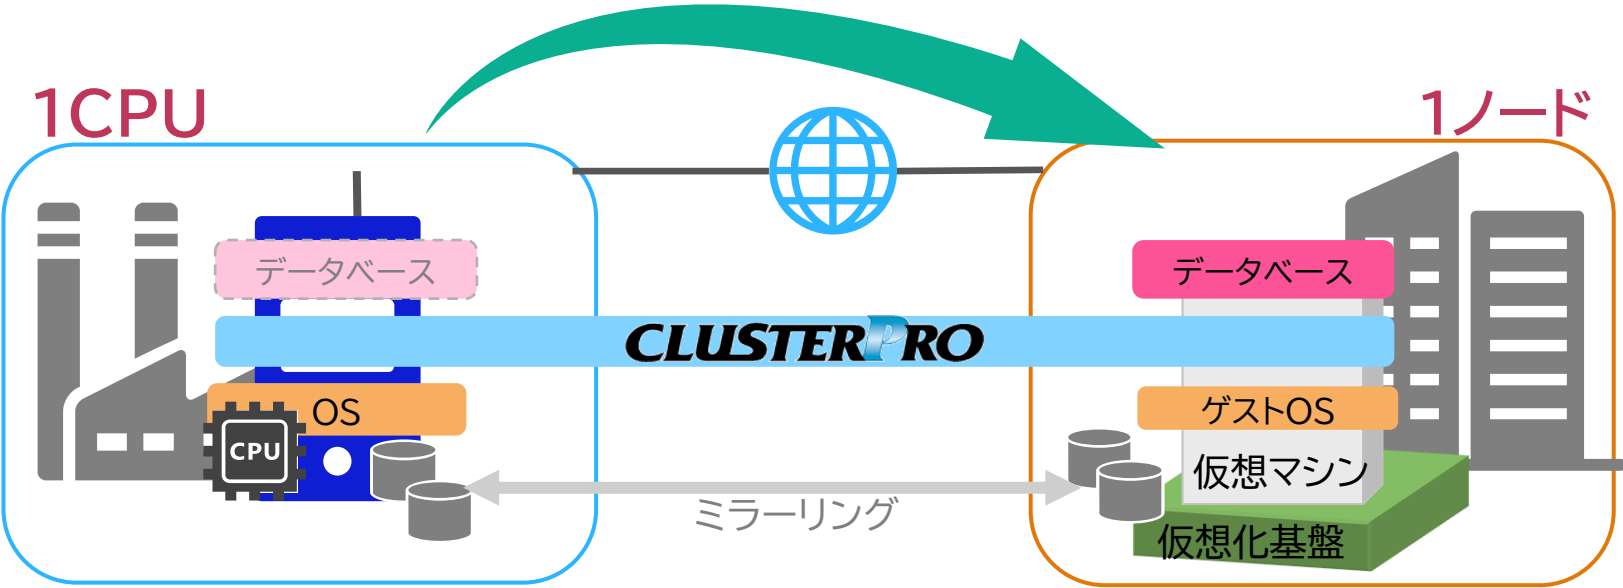 1CPU
1ノード
データベース
データベース
CLUSTERPRO
OS
ゲストOS
CPU
仮想マシン
ミラーリング
仮想化基盤